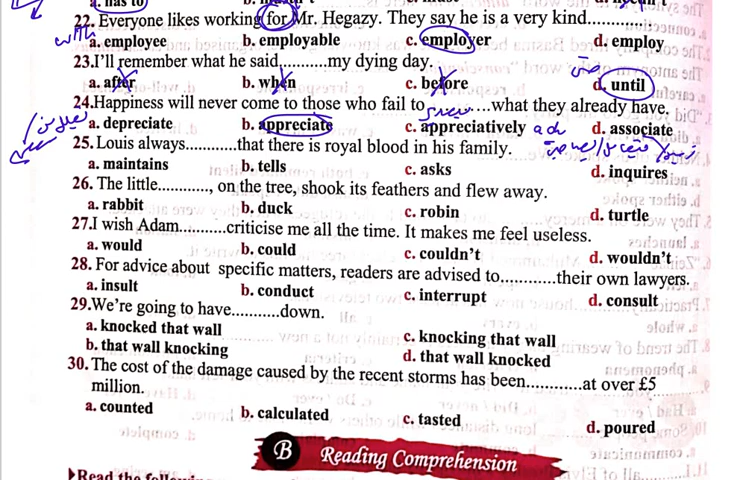 a. has to
22. Everyone likes working for Mr. Hegazy. They say he is a very kind............
with
a. employee b. employable c. employer d. employ
23.I'll remember what he said..........my dying day.
a. after b. when c. before d. until
24.Happiness will never come to those who fail to ........what they already have.
a. depreciate b. appreciate c. appreciatively adv d. associate
25. Louis always............that there is royal blood in his family.
a. maintains b. tells c. asks d. inquires
26. The little............, on the tree, shook its feathers and flew away.
a. rabbit b. duck c. robin d. turtle
27.I wish Adam..........criticise me all the time. It makes me feel useless.
a. would b. could c. couldn't d. wouldn't
28. For advice about specific matters, readers are advised to...........their own lawyers.
a. insult b. conduct c. interrupt d. consult
29.We're going to have...........down.
a. knocked that wall c. knocking that wall
b. that wall knocking d. that wall knocked
30.The cost of the damage caused by the recent storms has been............at over £5
million.
a. counted b. calculated c. tasted d. poured
B Reading Comprehension
Read the following